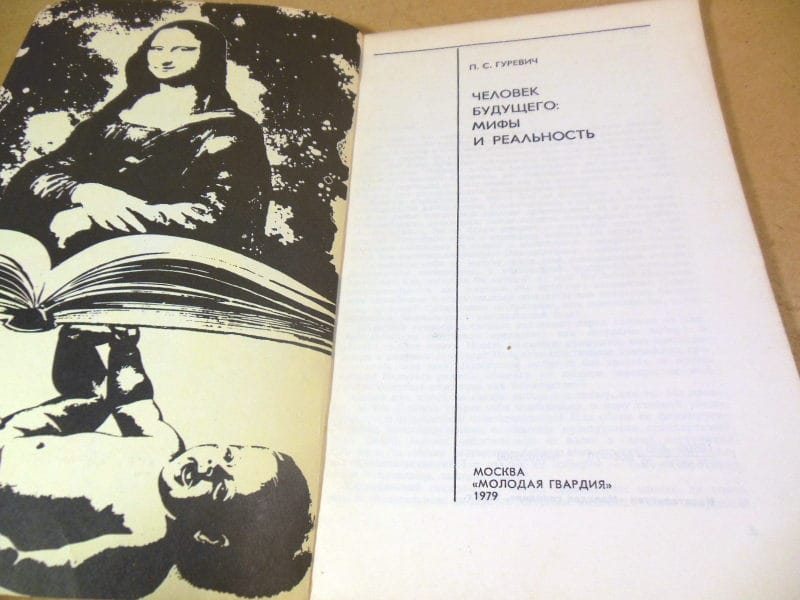 П. С. ГУРЕВИЧ
ЧЕЛОВЕК
БУДУЩЕГО:
МИФЫ
И РЕАЛЬНОСТЬ
МОСКВА
«МОЛОДАЯ ГВАРДИЯ»
1979